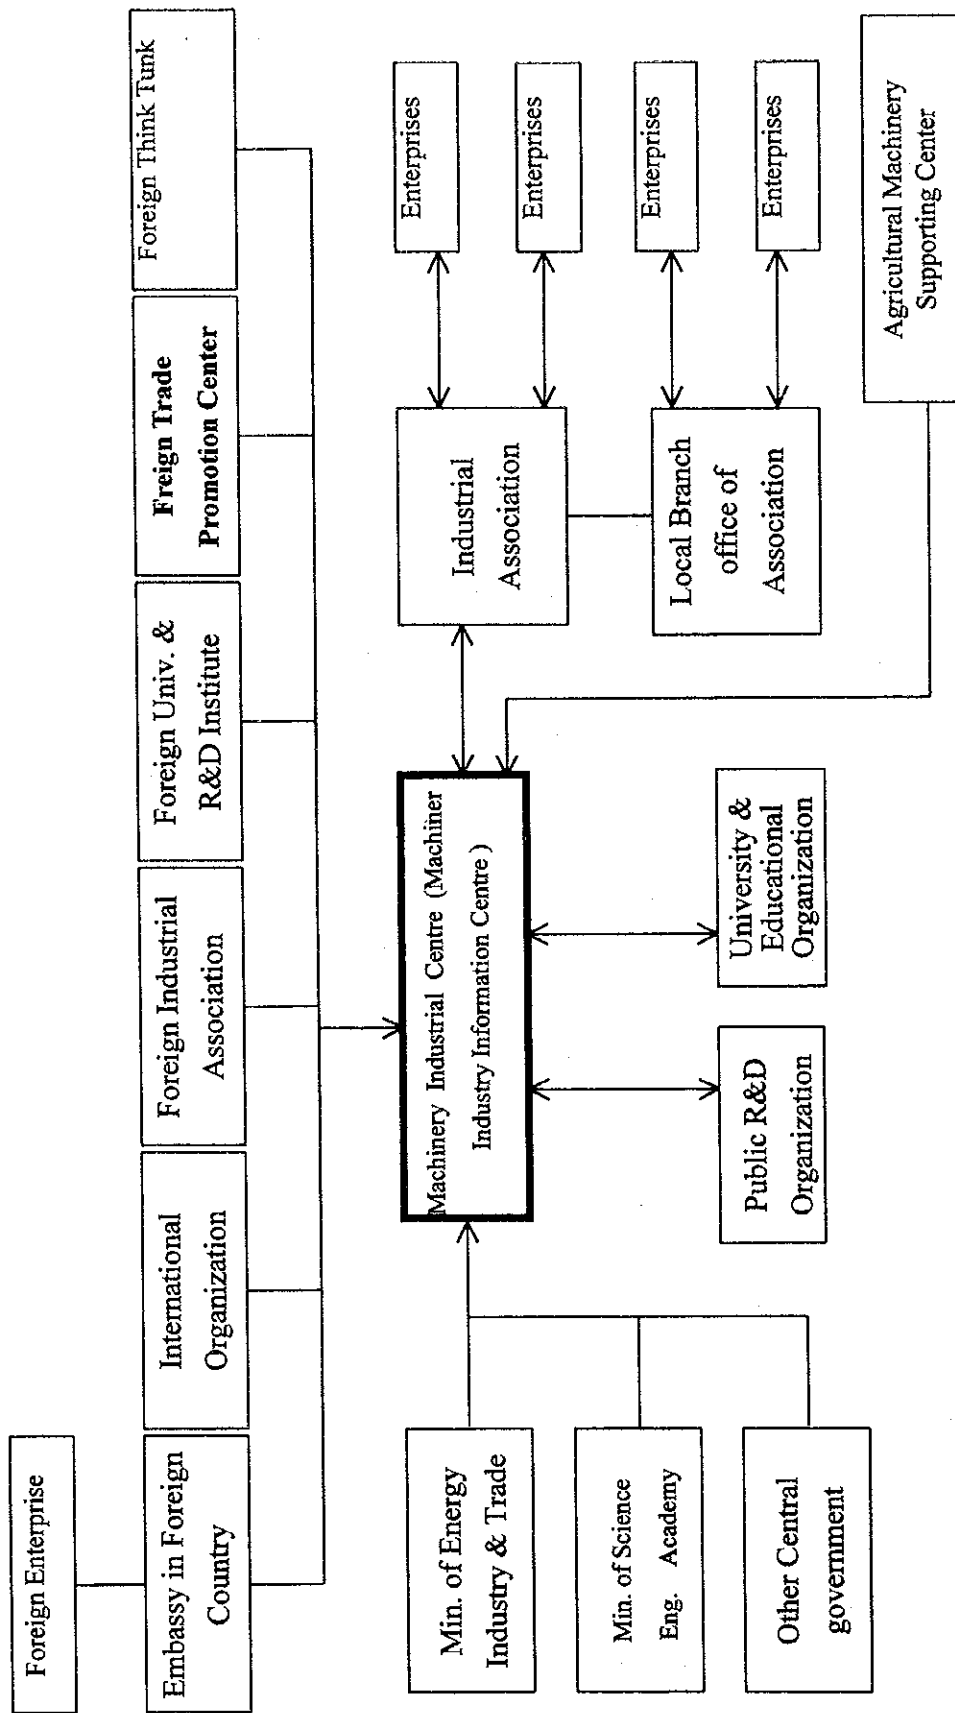 Foreign Enterprise
Embassy in Foreign
Country
International
Organization
Foreign Industrial
Association
Foreign Univ. &
R&D Institute
Freign Trade
Promotion Center
Foreign Think Tunk
Min. of Energy
Industry & Trade
Min. of Science
Eng. Academy
Other Central
government
Machinery Industrial Centre (Machiner
Industry Information Centre )
Public R&D
Organization
University &
Educational
Organization
Industrial
Association
Local Branch
office of
Association
Enterprises
Enterprises
Enterprises
Enterprises
Agricultural Machinery
Supporting Center